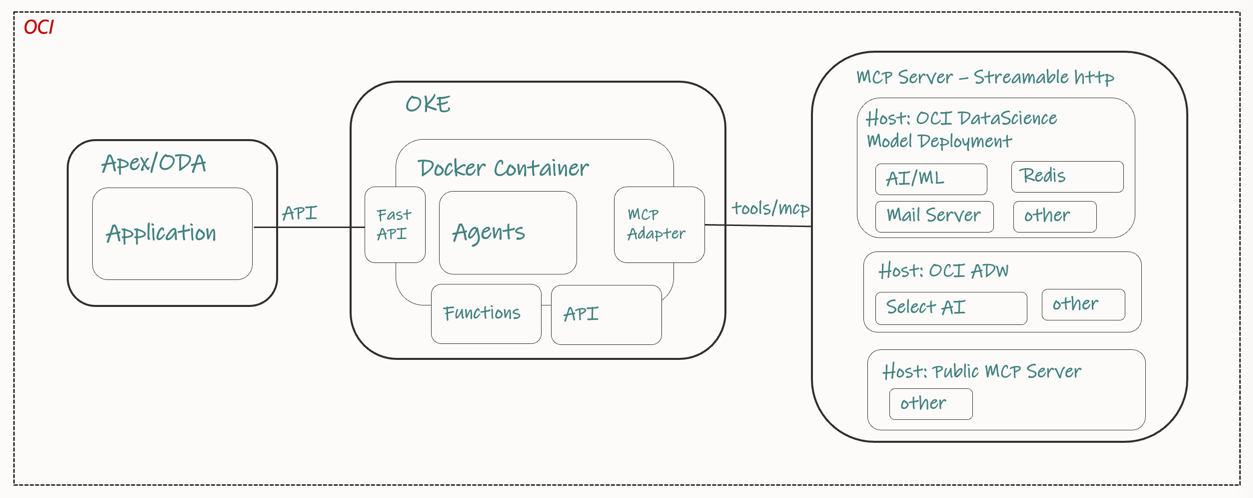 OCI
Apex/ODA
Application
API
OKE
Docker Container
Fast
API
Agents
MCP
Adapter
Functions
API
tools/mcp
MCP Server – Streamable http
Host: OCI DataScience
Model Deployment
AI/ML
Redis
Mail Server
other
Host: OCI ADW
Select AI
other
Host: Public MCP Server
other